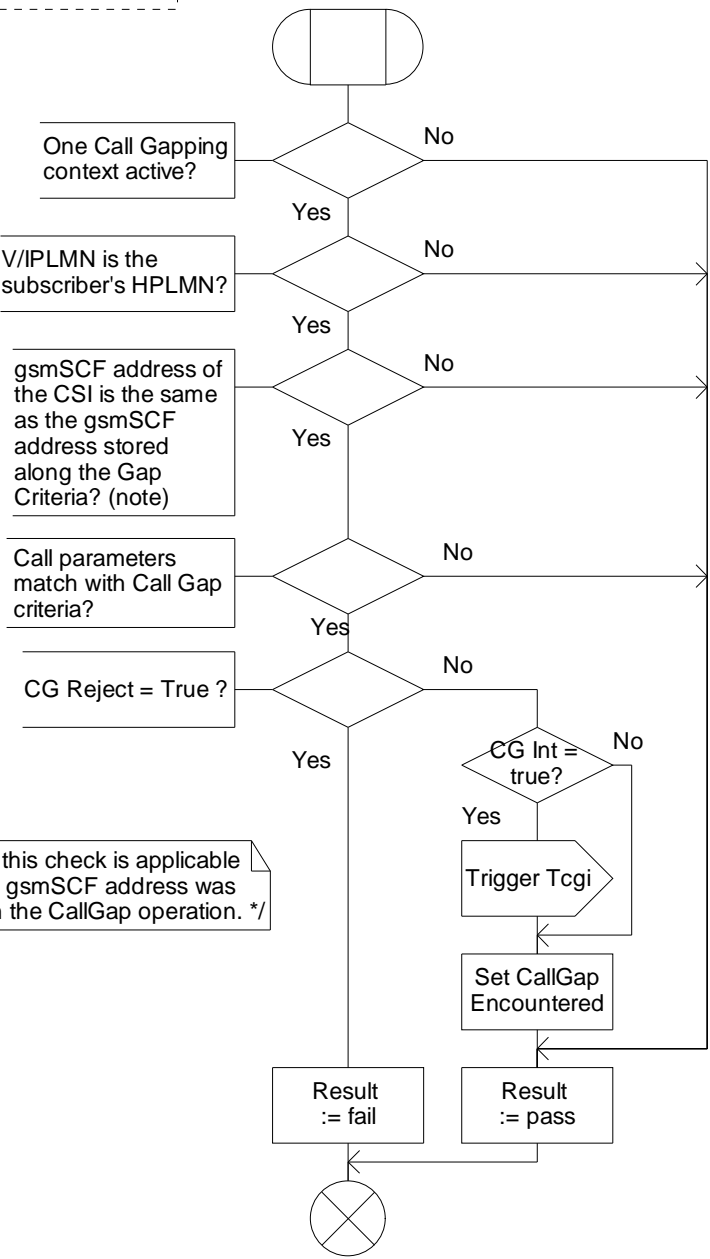 One Call Gapping
context active?
No
Yes
V/IPLMN is the
subscriber's HPLMN?
No
Yes
gsmSCF address of
the CSI is the same
as the gsmSCF
address stored
along the Gap
Criteria? (note)
No
Yes
Call parameters
match with Call Gap
criteria?
No
Yes
CG Reject = True ?
No
Yes
CG Int =
true?
No
Yes
Trigger Tcgi
this check is applicable
gsmSCF address was
the CallGap operation. */
Set CallGap
Encountered
Result
:= fail
Result
:= pass